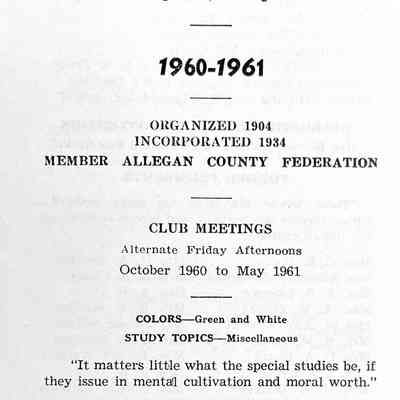 1960-1961
ORGANIZED 1904
INCORPORATED 1934
MEMBER ALLEGAN COUNTY FEDERATION
CLUB MEETINGS
Alternate Friday Afternoons
October 1960 to May 1961
COLORS—Green and White
STUDY TOPICS—Miscellaneous
"It matters little what the special studies be, if
they issue in mental cultivation and moral worth."